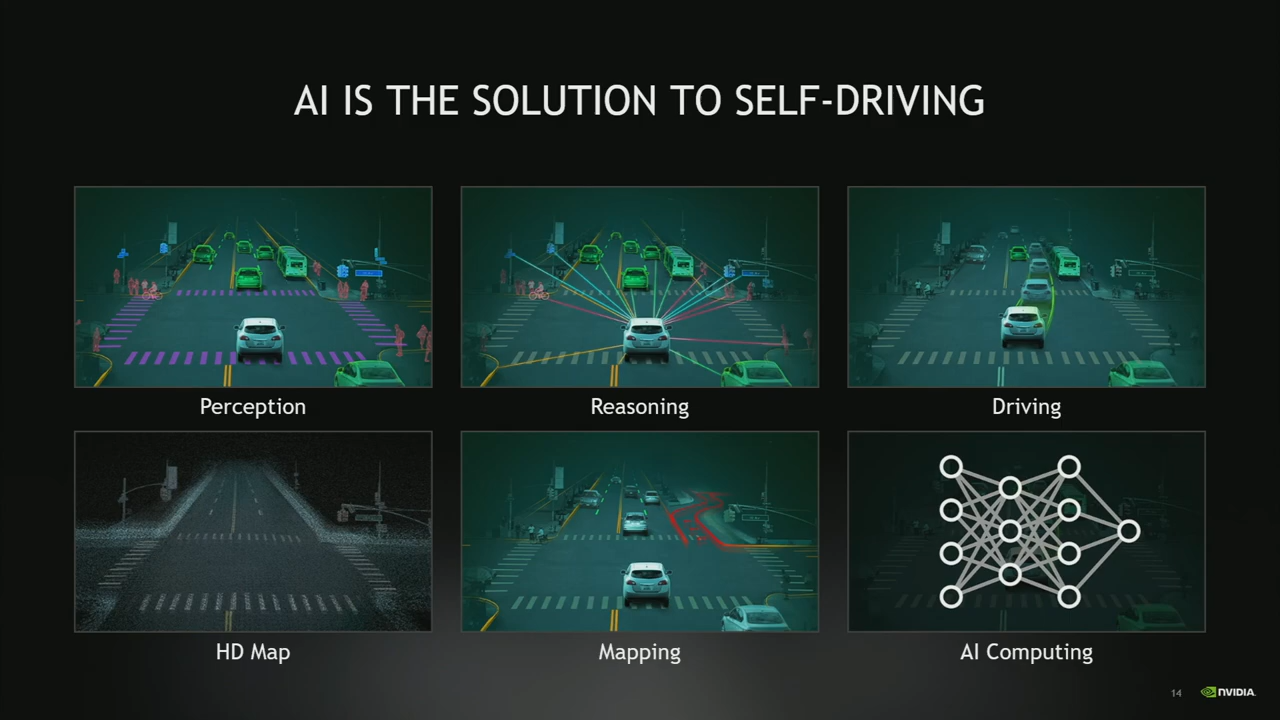 AI IS THE SOLUTION TO SELF-DRIVING
Perception
Reasoning
Driving
HD Map
Mapping
AI Computing
14
NVIDIA